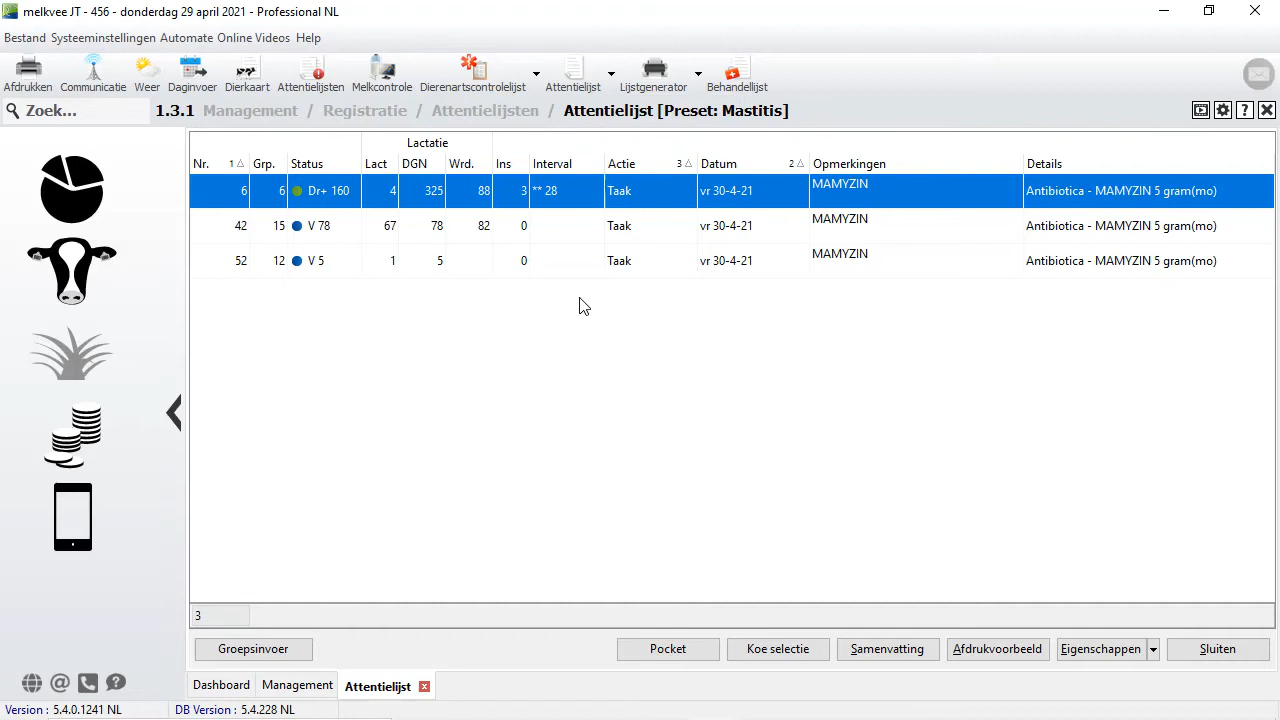 melkvee JT - 456 - donderdag 29 april 2021 - Professional NL
Bestand Systeeminstellingen Automate Online Videos Help
Afdrukken Communicatie Weer Daginvoer Dierkaart Attentielijsten Melkcontrole Dierenartscontrolelijst Attentielijst Lijstgenerator Behandellijst
Zoek... 1.3.1 Management / Registratie / Attentielijsten / Attentielijst [Preset: Mastitis]
Lactatie
Nr. 1 Grp. Status Lact DGN Wrd. Ins Interval Actie 3 Datum 2 Opmerkingen Details
6 6 Dr+ 160 4 325 88 3 ** 28 Taak vr 30-4-21 MAMYZIN Antibiotica - MAMYZIN 5 gram(mo)
42 15 V 78 67 78 82 0 Taak vr 30-4-21 MAMYZIN Antibiotica - MAMYZIN 5 gram(mo)
52 12 V 5 1 5 0 Taak vr 30-4-21 MAMYZIN Antibiotica - MAMYZIN 5 gram(mo)
3
Groepsinvoer Pocket Koe selectie Samenvatting Afdrukvoorbeeld Eigenschappen Sluiten
Dashboard Management Attentielijst
Version : 5.4.0.1241 NL DB Version : 5.4.228 NL